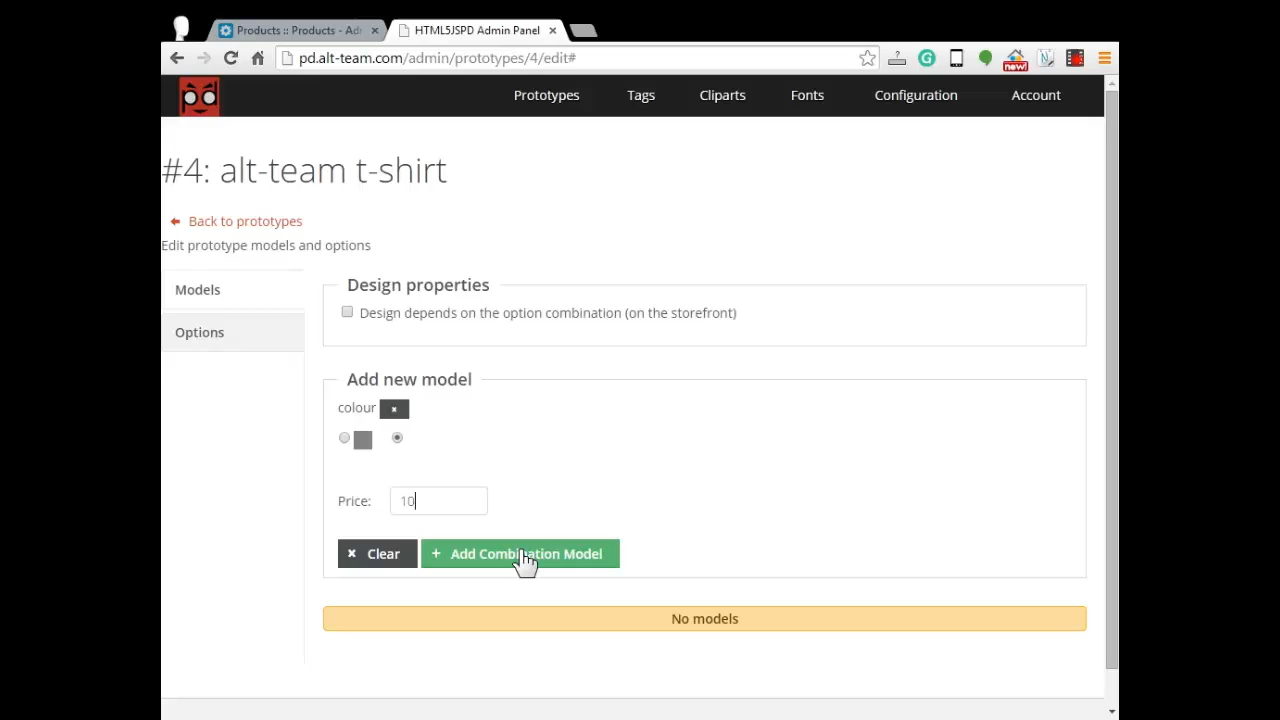 Products :: Products - Adi
HTML5JSPD Admin Panel
pd.alt-team.com/admin/prototypes/4/edit#
new!
Prototypes Tags Cliparts Fonts Configuration Account
#4: alt-team t-shirt
Back to prototypes
Edit prototype models and options
Models
Options
Design properties
Design depends on the option combination (on the storefront)
Add new model
colour
Price: 10
Clear
+ Add Combination Model
No models